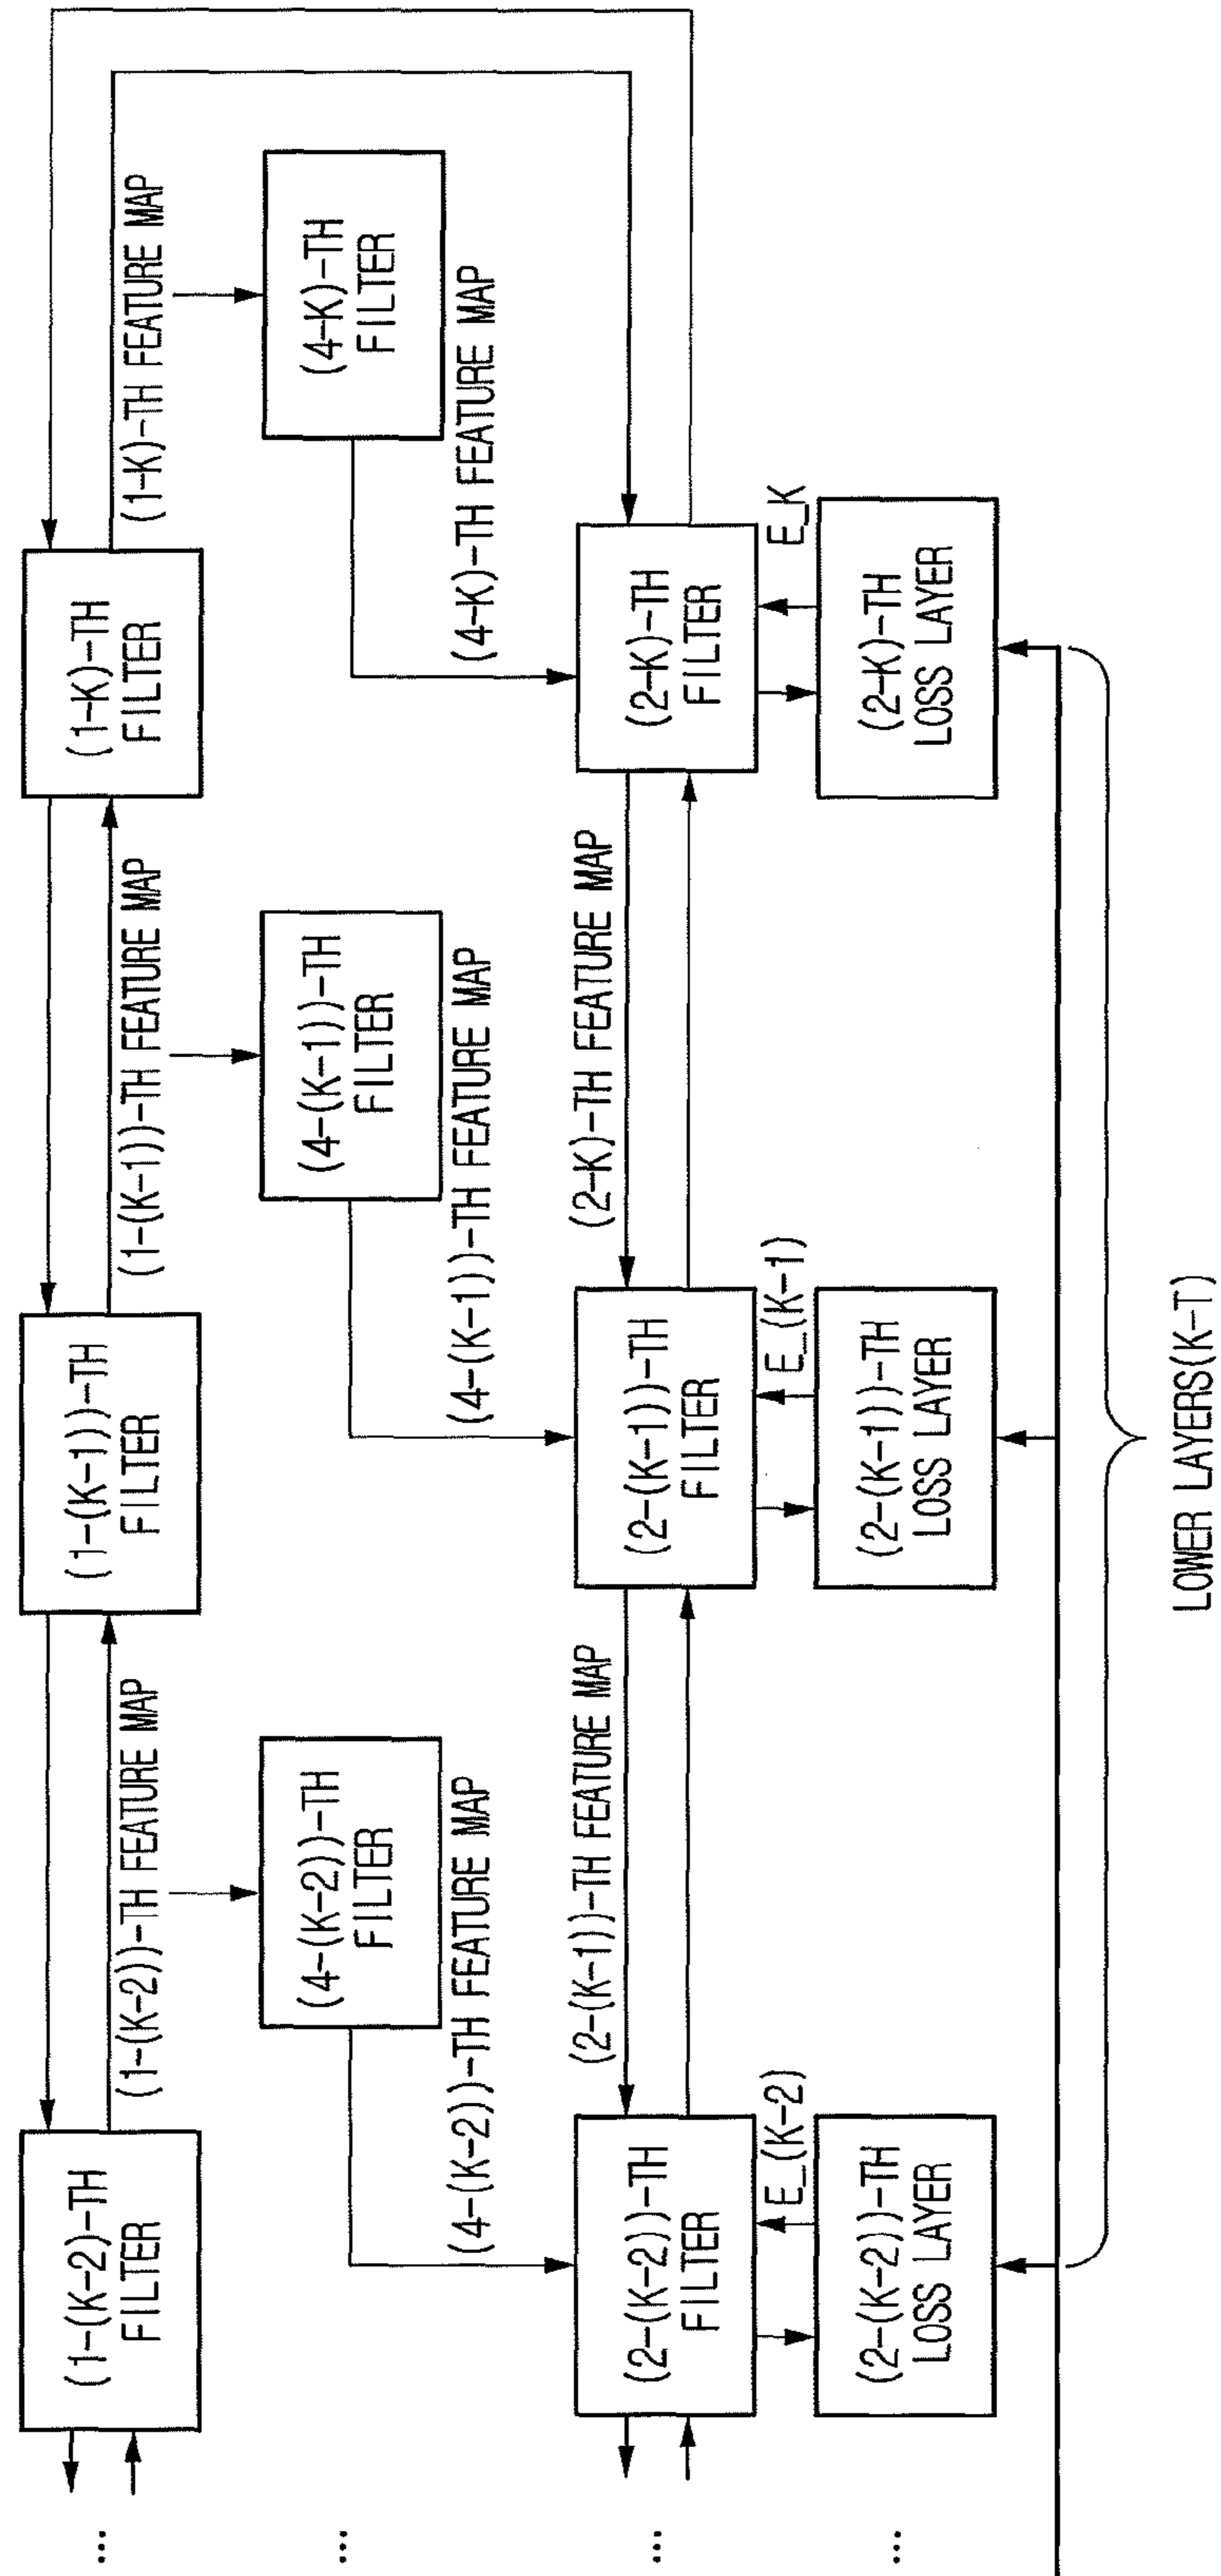 (1-(K-2)-TH
FILTER
(1-(K-1))-TH
FILTER
(1-K)-TH
FILTER
(1-(K-2))-TH FEATURE MAP
(1-(K-1))-TH FEATURE MAP
(1-K)-TH FEATURE MAP
...
(4-(K-2))-TH
FILTER
(4-(K-1))-TH
FILTER
(4-K)-TH
FILTER
...
(4-(K-2))-TH FEATURE MAP
(4-(K-1))-TH FEATURE MAP
(4-K)-TH FEATURE MAP
(2-(K-1))-TH FEATURE MAP
(2-K)-TH FEATURE MAP
(2-(K-2))-TH
FILTER
(2-(K-1))-TH
FILTER
(2-K)-TH
FILTER
...
E_(K-2)
E_(K-1)
E_K
(2-(K-2))-TH
LOSS LAYER
(2-(K-1))-TH
LOSS LAYER
(2-K)-TH
LOSS LAYER
...
LOWER LAYERS(K-T)